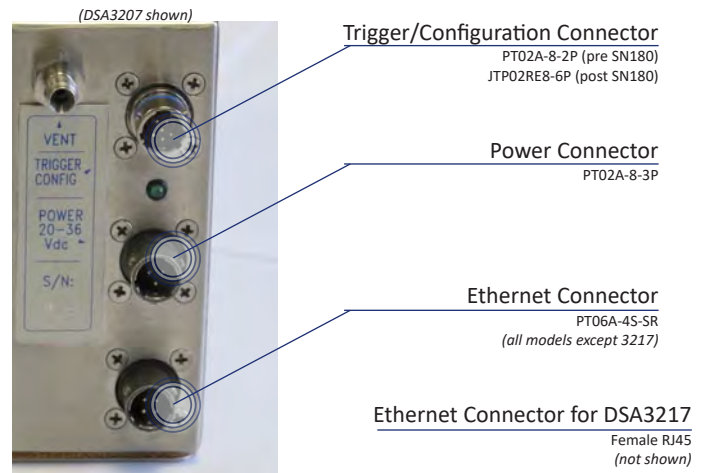 (DSA3207 shown)
Trigger/Configuration Connector
PT02A-8-2P (pre SN180)
JTP02RE8-6P (post SN180)
VENT
TRIGGER
CONFIG
Power Connector
PT02A-8-3P
POWER
20-36
Vdc
S/N:
Ethernet Connector
PT06A-4S-SR
(all models except 3217)
Ethernet Connector for DSA3217
Female RJ45
(not shown)